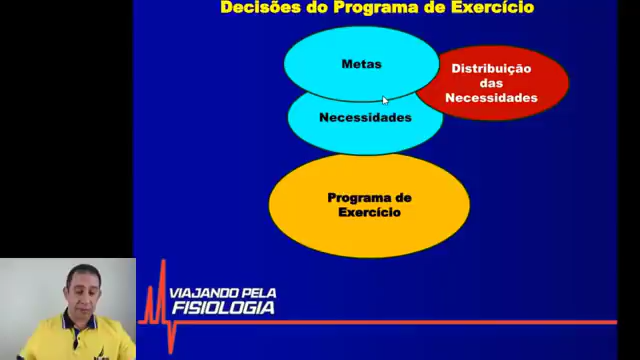 Decisões do Programa de Exercício
Metas
Distribuição
das
Necessidades
Necessidades
Programa de
Exercício
VIAJANDO PELA
FISIOLOGIA